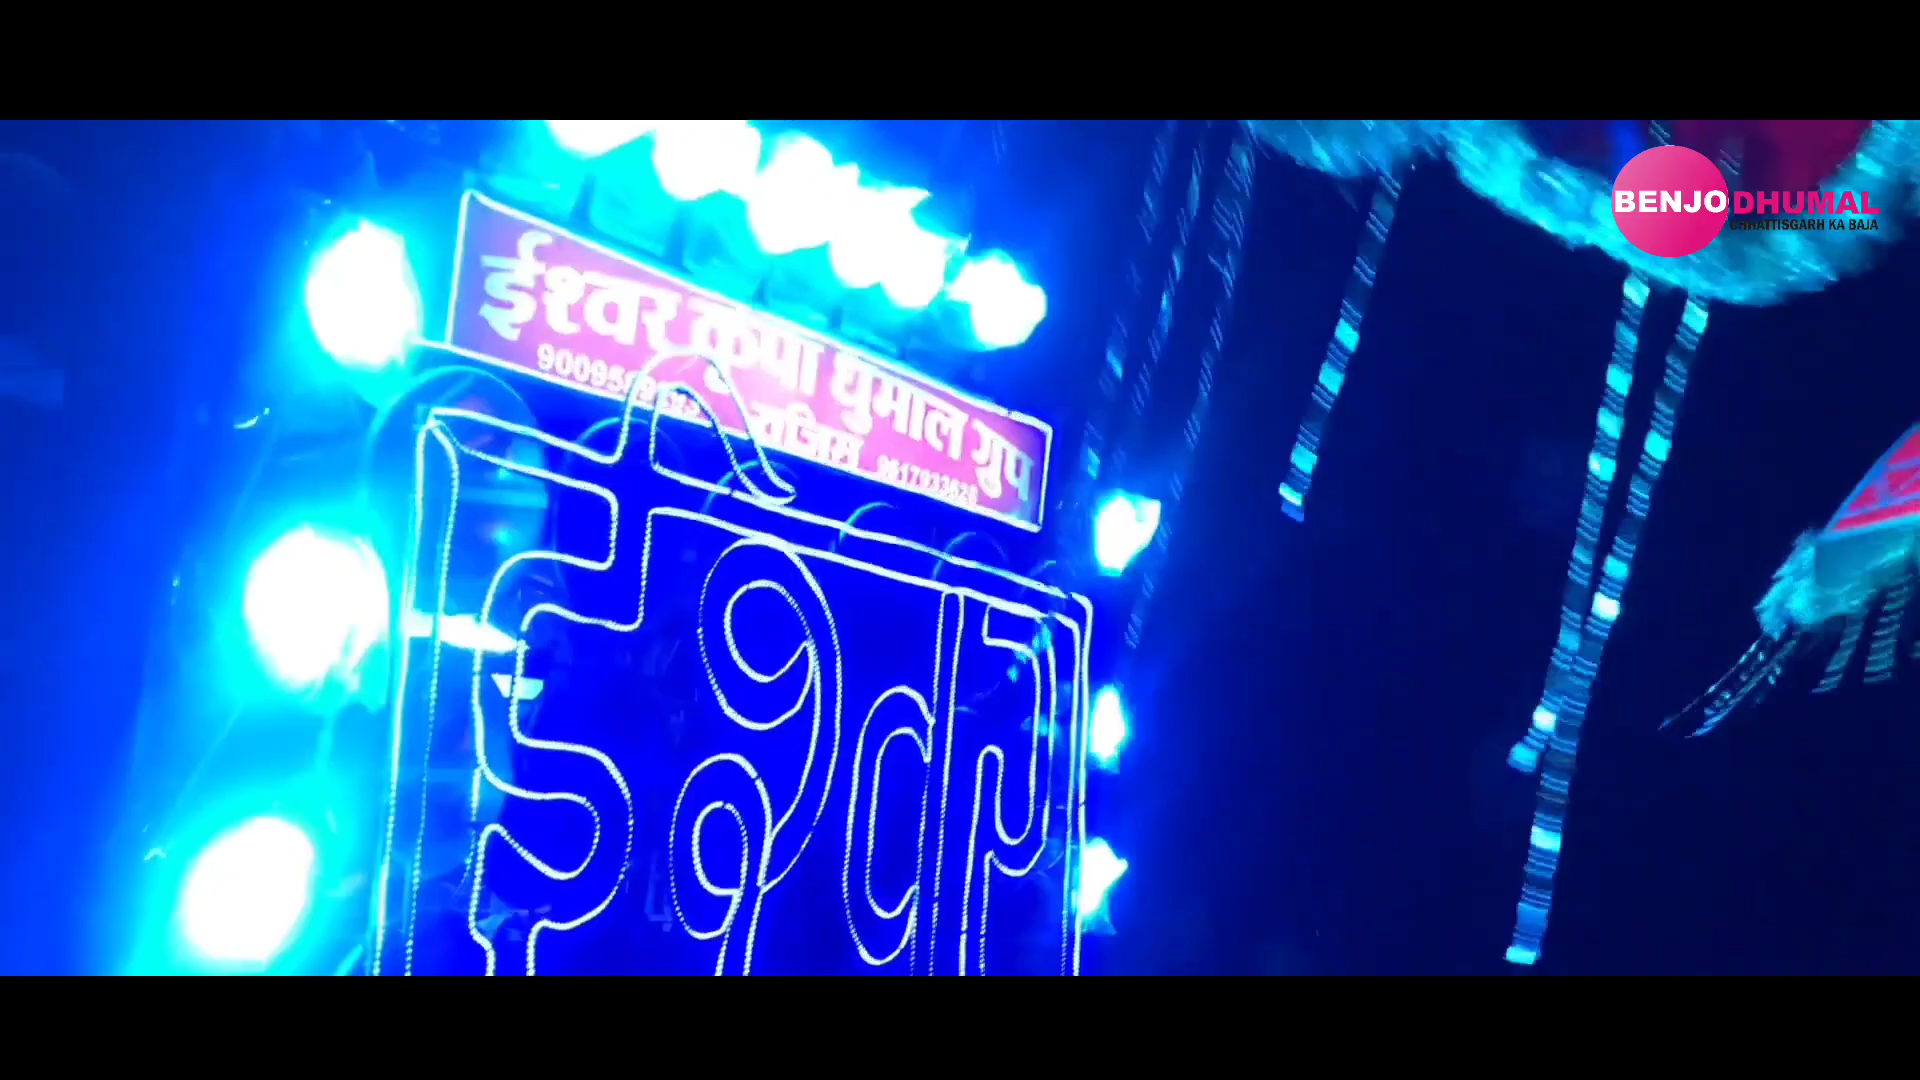 BENJODHUMAL
CHHATTISGARH KA BAJA
ईश्वर कृपा धुमाल ग्रुप
राजिम
ईश्वर